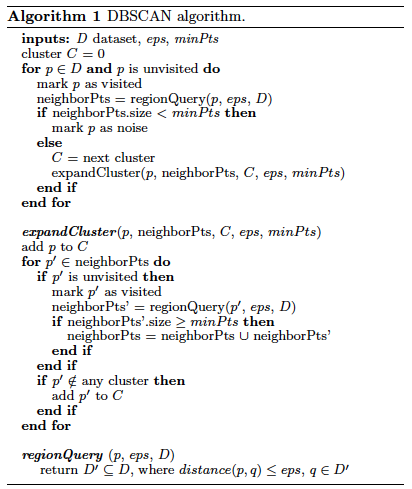 Algorithm 1 DBSCAN algorithm.
inputs: D dataset, eps, minPts
cluster C = 0
for p ∈ D and p is unvisited do
mark p as visited
neighborPts = regionQuery(p, eps, D)
if neighborPts.size < minPts then
mark p as noise
else
C = next cluster
expandCluster(p, neighborPts, C, eps, minPts)
end if
end for
expandCluster(p, neighborPts, C, eps, minPts)
add p to C
for p′ ∈ neighborPts do
if p′ is unvisited then
mark p′ as visited
neighborPts' = regionQuery(p′, eps, D)
if neighborPts'.size ≥ minPts then
neighborPts = neighborPts ∪ neighborPts'
end if
end if
if p′ ∉ any cluster then
add p′ to C
end if
end for
regionQuery (p, eps, D)
return D′ ⊆ D, where distance(p, q) ≤ eps, q ∈ D′